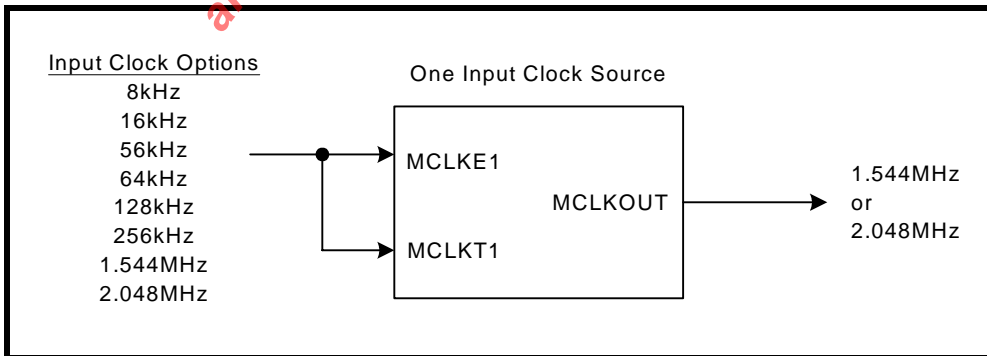 Input Clock Options
8kHz
16kHz
56kHz
64kHz
128kHz
256kHz
1.544MHz
2.048MHz
One Input Clock Source
MCLKE1
MCLKT1
MCLKOUT
1.544MHz
or
2.048MHz